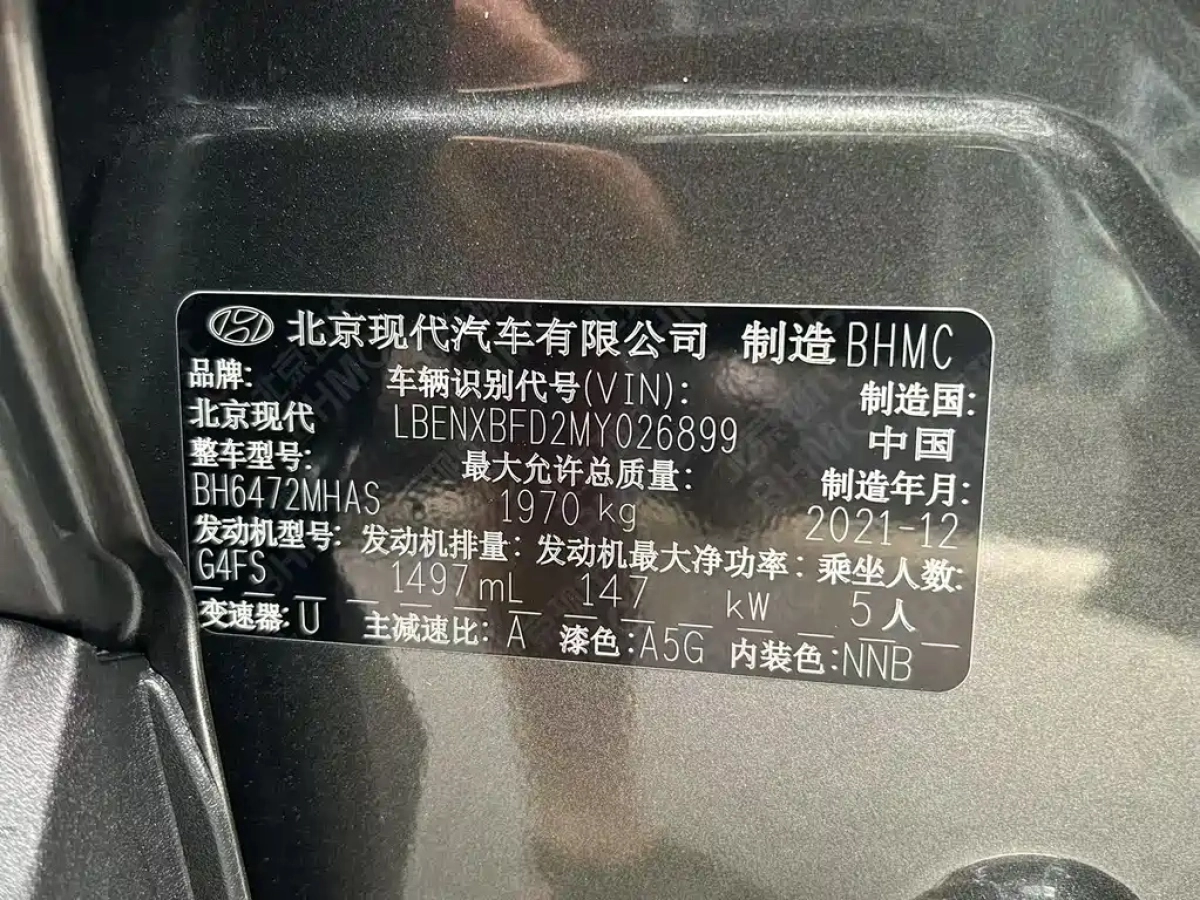 北京现代汽车有限公司 制造 BHMC
品牌: 车辆识别代号(VIN): 制造国:
北京现代 LBENXBFD2MY026899 中国
整车型号: 最大允许总质量: 制造年月:
BH6472MHAS 1970 kg 2021-12
发动机型号: 发动机排量: 发动机最大净功率: 乘坐人数:
G4FS 1497 mL 147 kW 5 人
变速器: U 主减速比: A 漆色: A5G 内装色: NNB